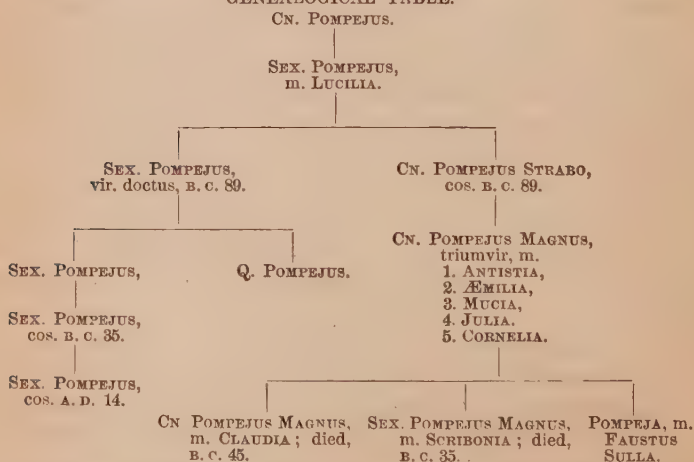 GENEALOGICAL TABLE.
CN. POMPEJUS.
SEX. POMPEJUS,
m. LUCILIA.
SEX. POMPEJUS,
vir. doctus, B. C. 89.
CN. POMPEJUS STRABO,
cos. B. C. 89.
SEX. POMPEJUS,
Q. POMPEJUS.
CN. POMPEJUS MAGNUS,
triumvir, m.
1. ANTISTIA,
2. ÆMILIA,
3. MUCIA,
4. JULIA.
5. CORNELIA.
SEX. POMPEJUS,
cos. B. C. 35.
SEX. POMPEJUS,
cos. A. D. 14.
CN POMPEJUS MAGNUS,
m. CLAUDIA; died,
B. C. 45.
SEX. POMPEJUS MAGNUS,
m. SCRIBONIA; died,
B. C. 35.
POMPEJA, m.
FAUSTUS
SULLA.